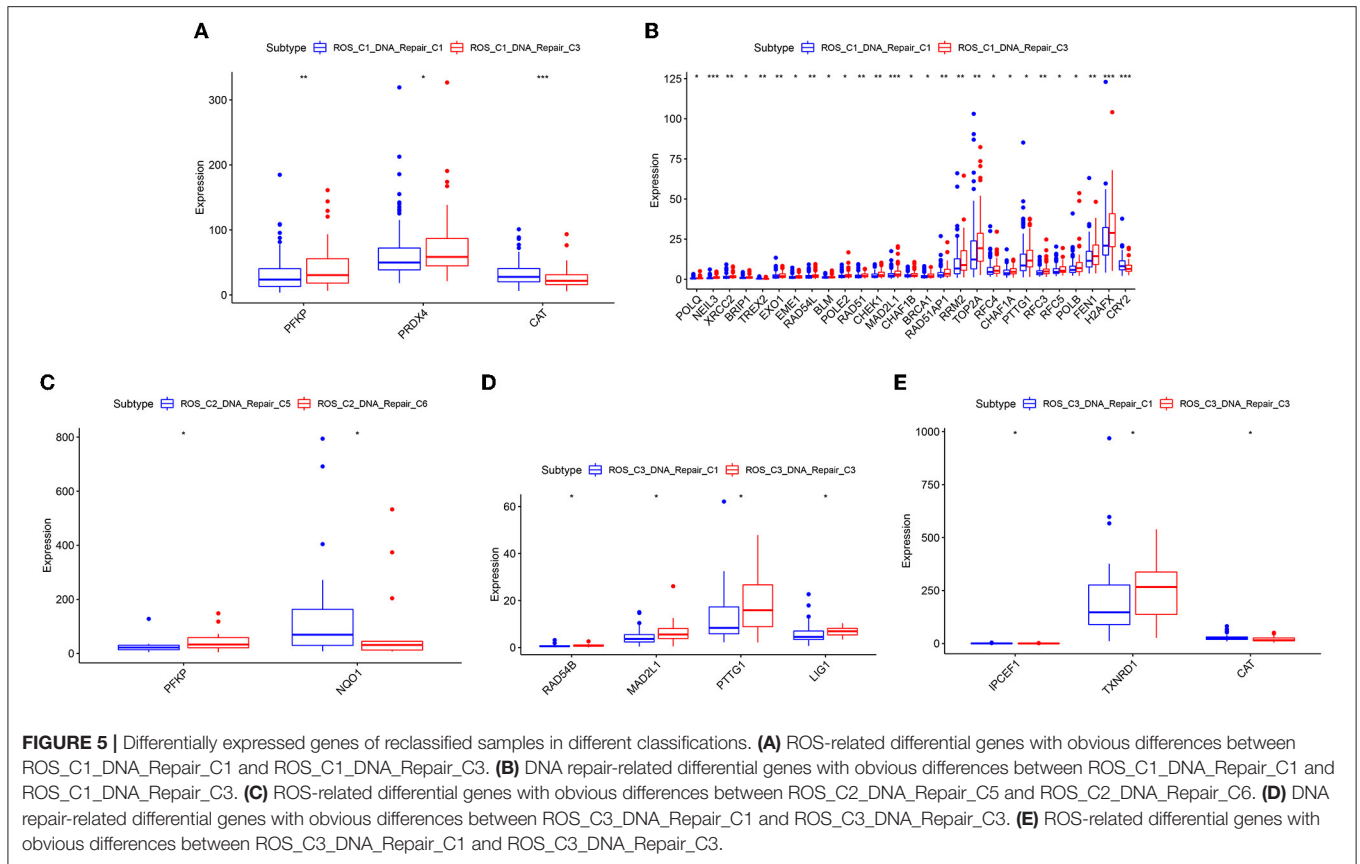 A
Subtype ROS_C1_DNA_Repair_C1 ROS_C1_DNA_Repair_C3
** * ***
300
200
100
0
Expression
PFKP PRDX4 CAT
B
Subtype ROS_C1_DNA_Repair_C1 ROS_C1_DNA_Repair_C3
* *** ** * ** ** * ** * * ** ** *** * * ** ** ** * * * ** * * ** *** ***
125
100
75
50
25
0
Expression
POLQ NEIL3 XRCC2 BRIP1 TREX2 EXO1 EME1 RAD54L BLM POLE2 RAD51 CHEK1 MAD2L1 CHAF1B BRCA1 RAD51AP1 RRM2 TOP2A RFC4 CHAF1A PTTG1 RFC3 RFC5 POLB FEN1 H2AFX CRY2
C
Subtype ROS_C2_DNA_Repair_C5 ROS_C2_DNA_Repair_C6
* *
800
600
400
200
0
Expression
PFKP NQO1
D
Subtype ROS_C3_DNA_Repair_C1 ROS_C3_DNA_Repair_C3
* * * *
60
40
20
0
Expression
RAD54B MAD2L1 PTTG1 LIG1
E
Subtype ROS_C3_DNA_Repair_C1 ROS_C3_DNA_Repair_C3
* * *
1000
750
500
250
0
Expression
IPCEF1 TXNRD1 CAT
FIGURE 5 | Differentially expressed genes of reclassified samples in different classifications. (A) ROS-related differential genes with obvious differences between
ROS_C1_DNA_Repair_C1 and ROS_C1_DNA_Repair_C3. (B) DNA repair-related differential genes with obvious differences between ROS_C1_DNA_Repair_C1 and
ROS_C1_DNA_Repair_C3. (C) ROS-related differential genes with obvious differences between ROS_C2_DNA_Repair_C5 and ROS_C2_DNA_Repair_C6. (D) DNA
repair-related differential genes with obvious differences between ROS_C3_DNA_Repair_C1 and ROS_C3_DNA_Repair_C3. (E) ROS-related differential genes with
obvious differences between ROS_C3_DNA_Repair_C1 and ROS_C3_DNA_Repair_C3.